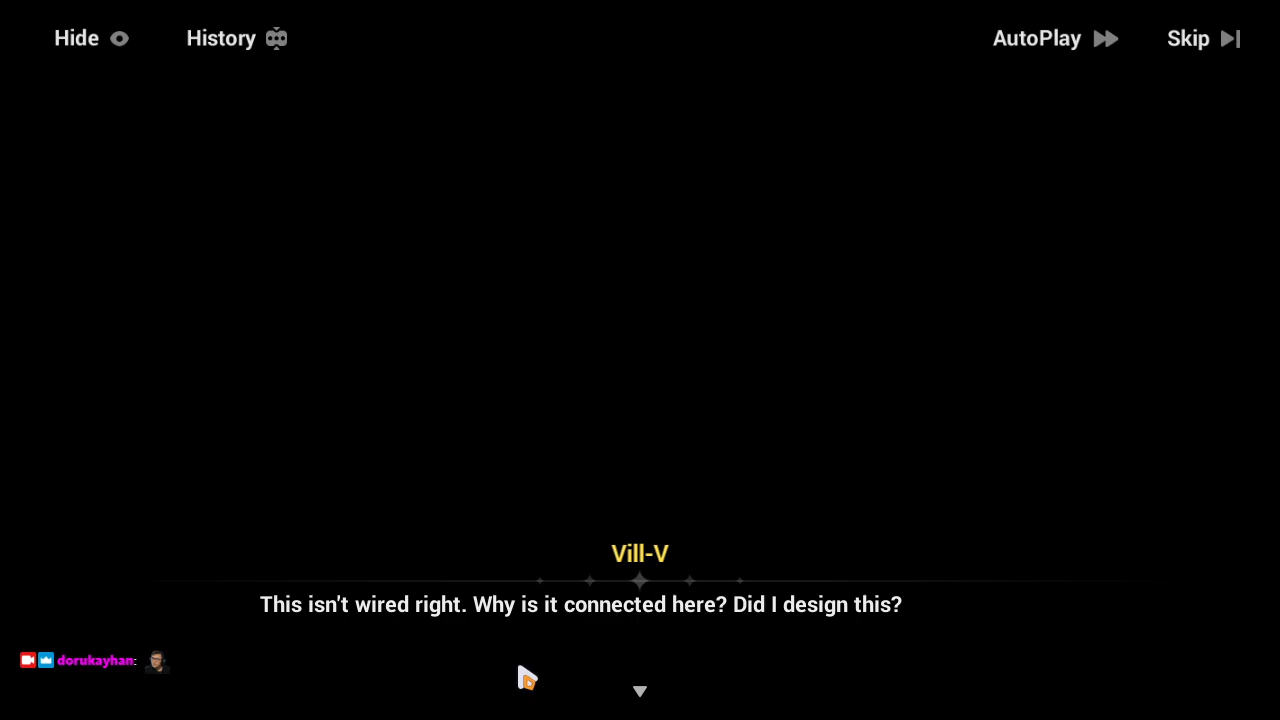 Hide
History
AutoPlay
Skip
Vill-V
This isn't wired right. Why is it connected here? Did I design this?
dorukayhan: